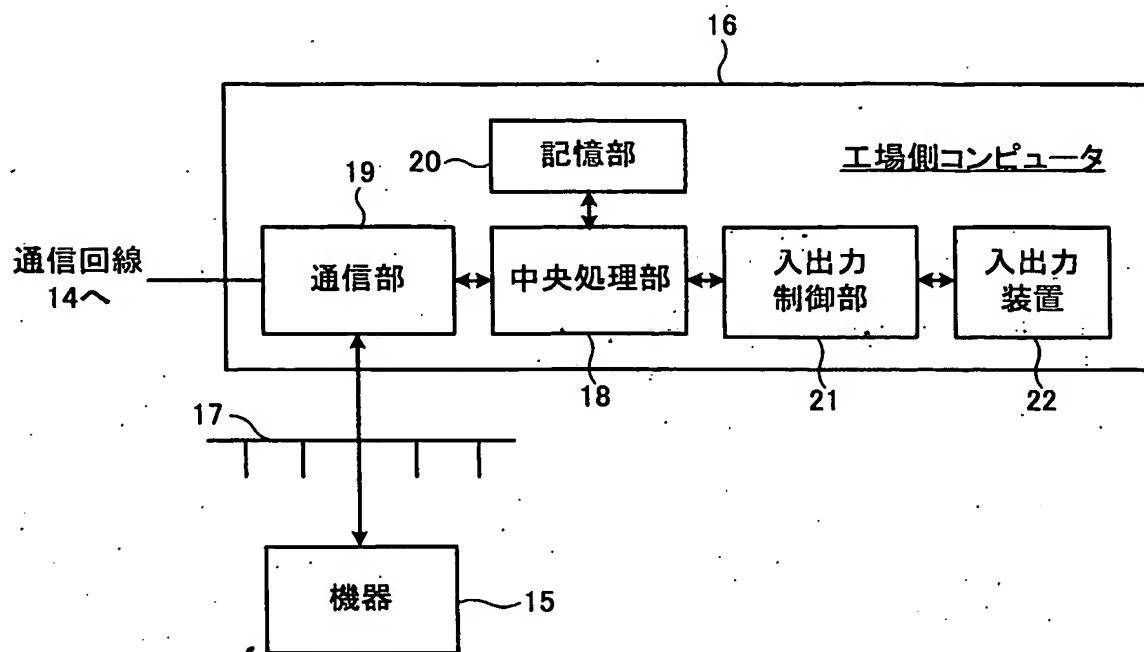 16
記憶部
20
工場側コンピュータ
19
通信回線
14へ
通信部
中央処理部
入出力
制御部
入出力
装置
18
21
22
17
機器
15